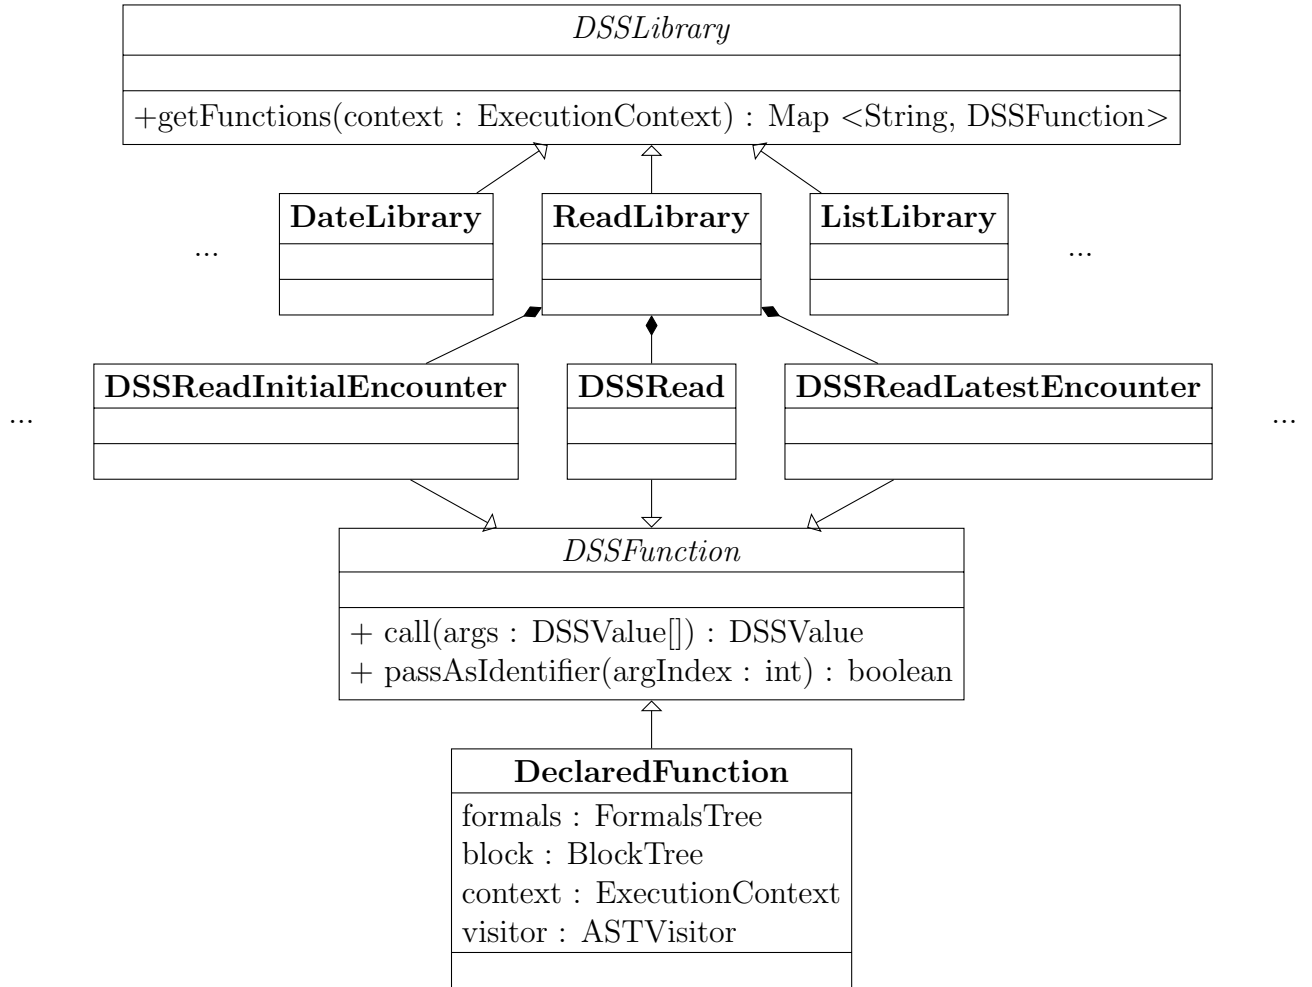 DSSLibrary
+getFunctions(context : ExecutionContext) : Map <String, DSSFunction>
... DateLibrary ReadLibrary ListLibrary ...
... DSSReadInitialEncounter DSSRead DSSReadLatestEncounter ...
DSSFunction
+ call(args : DSSValue[]) : DSSValue
+ passAsIdentifier(argIndex : int) : boolean
DeclaredFunction
formals : FormalsTree
block : BlockTree
context : ExecutionContext
visitor : ASTVisitor